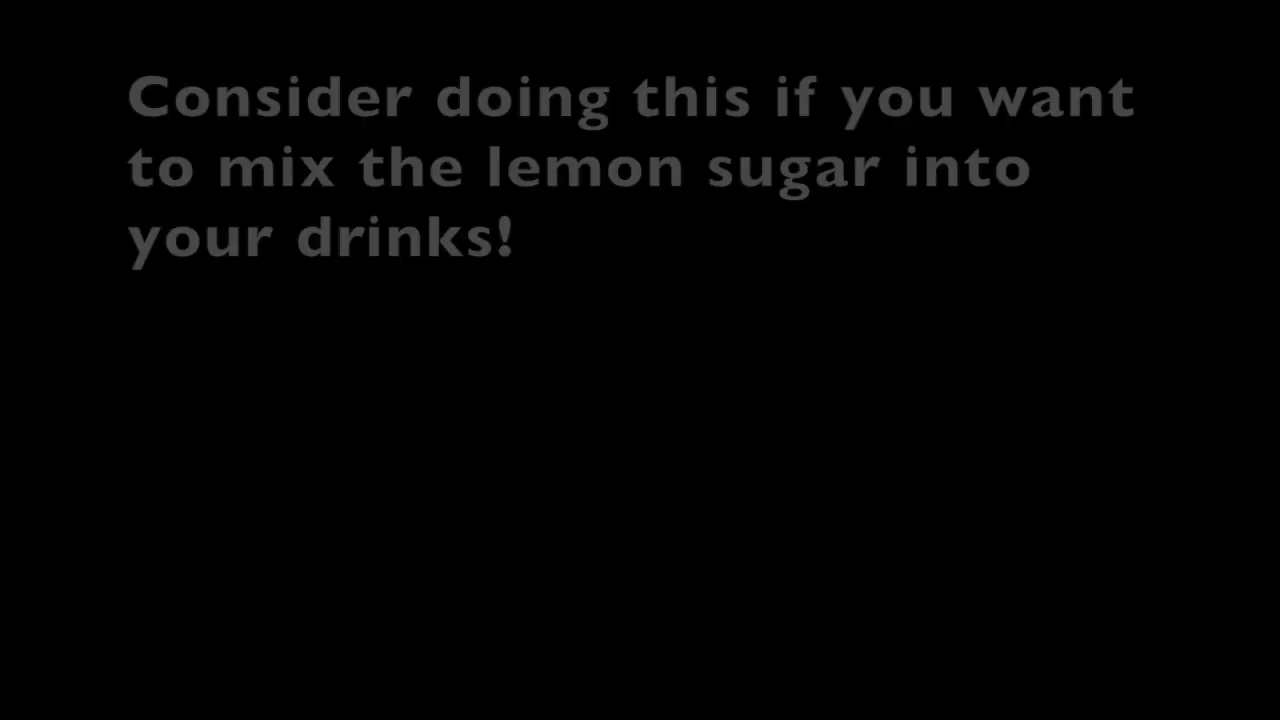 Consider doing this if you want
to mix the lemon sugar into
your drinks!